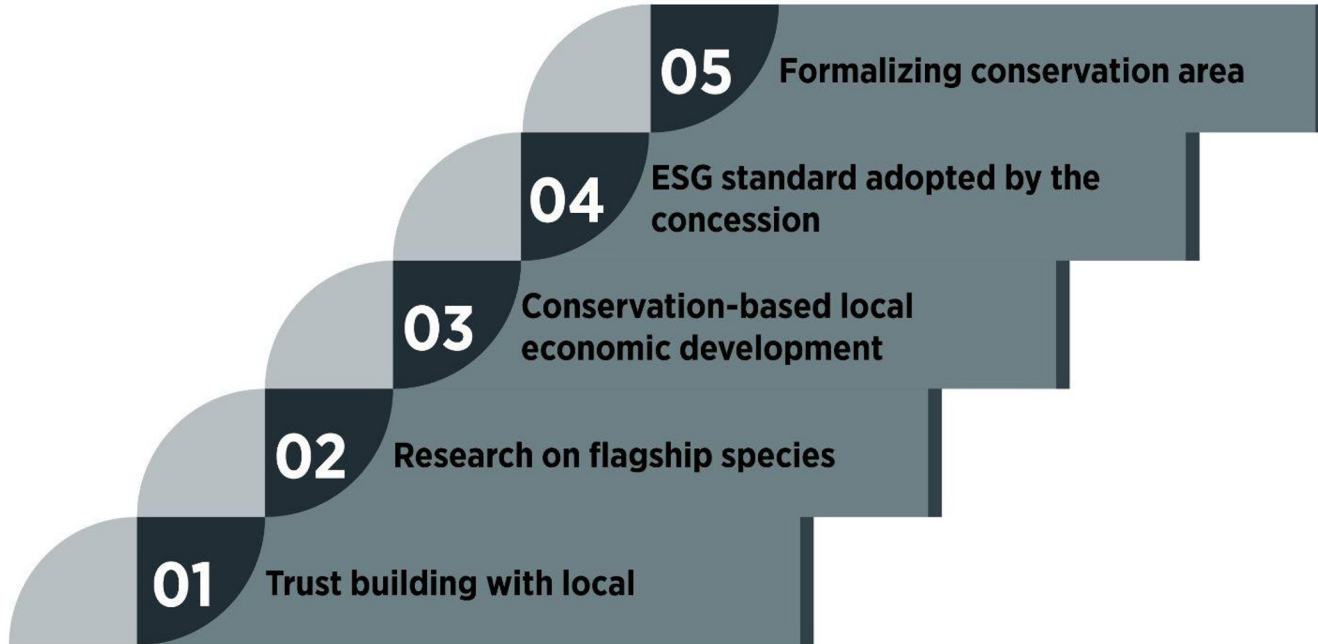 05
Formalizing conservation area
04
ESG standard adopted by the
concession
03
Conservation-based local
economic development
02
Research on flagship species
01
Trust building with local